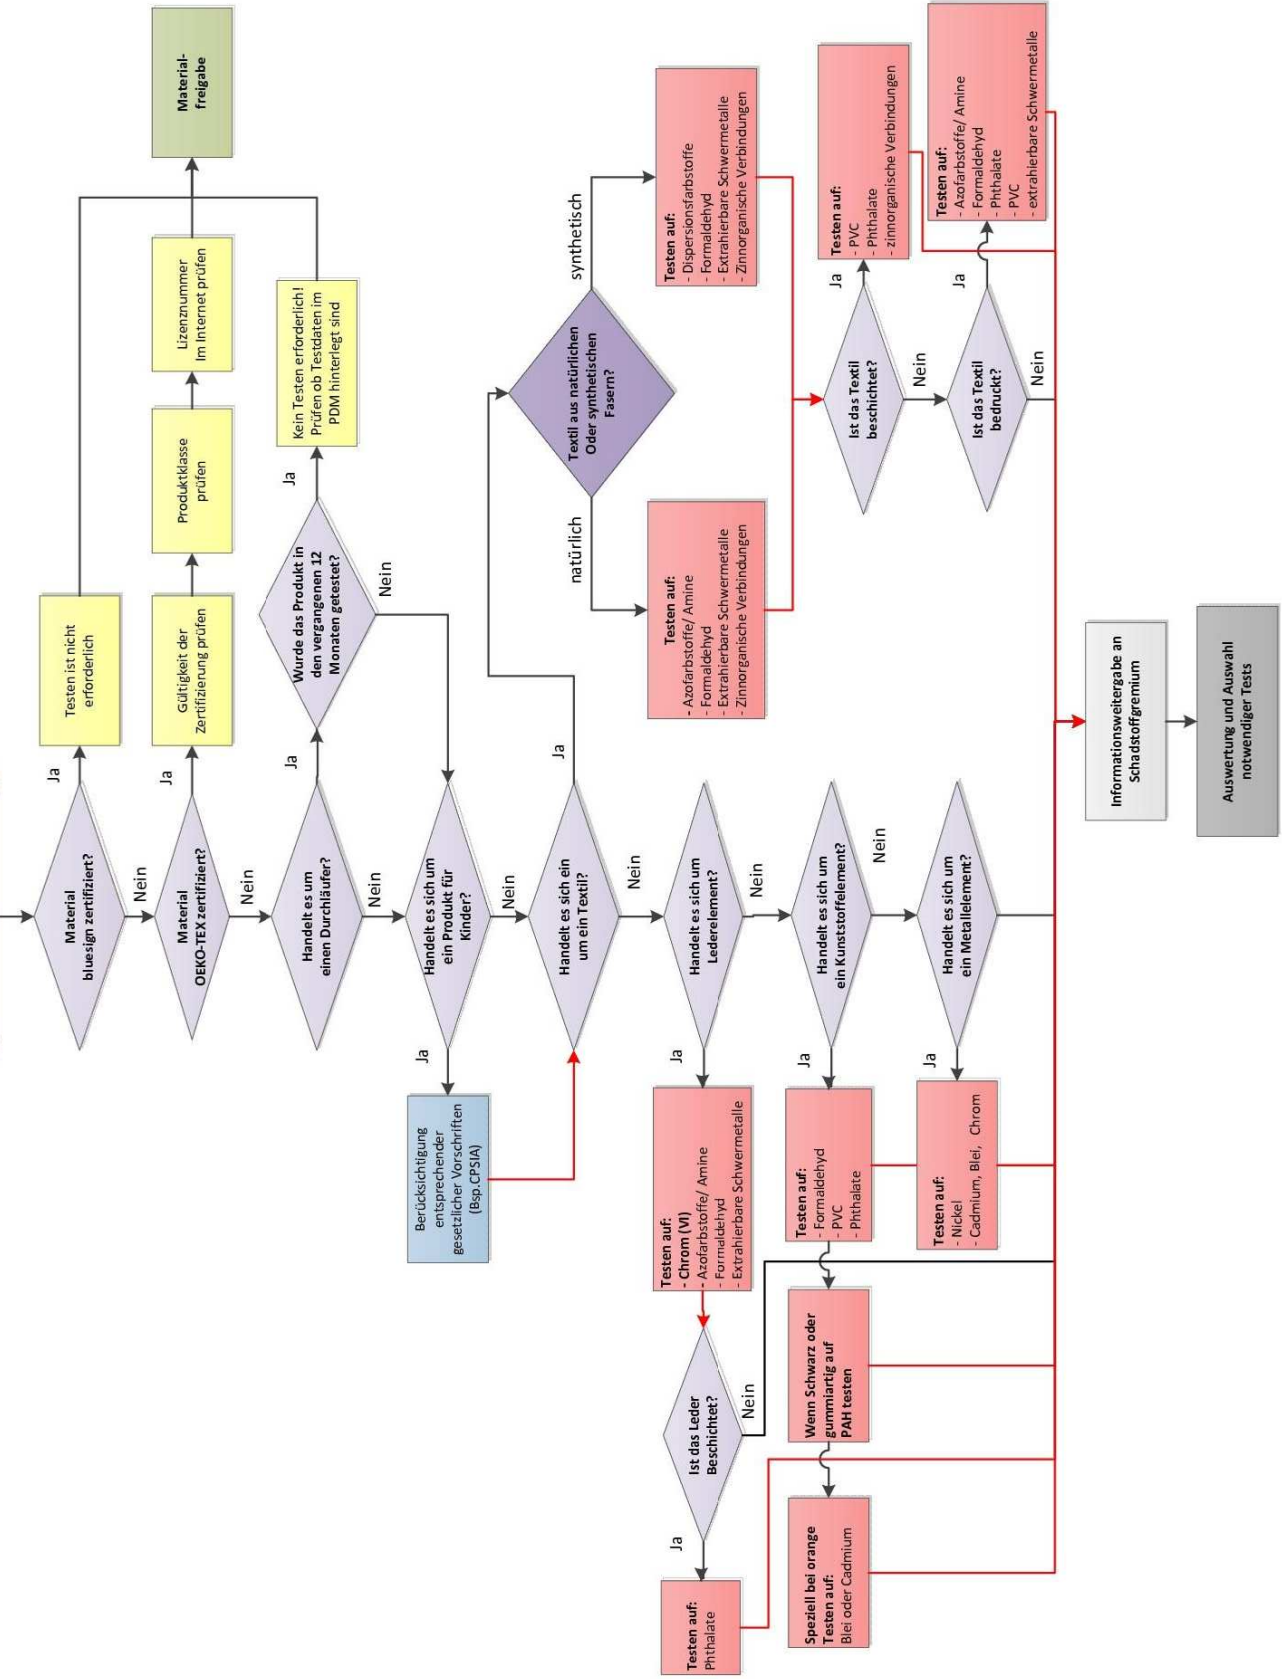 Material
bluesign zertifiziert?
Ja
Testen ist nicht
erforderlich
Nein
Material
OEKO-TEX zertifiziert?
Ja
Gültigkeit der
Zertifizierung prüfen
Produktklasse
prüfen
Lizenznummer
Im Internet prüfen
Material-
freigabe
Nein
Handelt es um
einen Durchläufer?
Ja
Wurde das Produkt in
den vergangenen 12
Monaten getestet?
Ja
Kein Testen erforderlich!
Prüfen ob Testdaten im
PDM hinterlegt sind
Nein
Nein
Handelt es sich um
ein Produkt für
Kinder?
Ja
Berücksichtigung
entsprechender
gesetzlicher Vorschriften
(Bsp.CPSIA)
Nein
Handelt es sich ein
um ein Textil?
Ja
Textil aus natürlichen
Oder synthetischen
Fasern?
natürlich
Testen auf:
- Azofarbstoffe/ Amine
- Formaldehyd
- Extrahierbare Schwermetalle
- Zinnorganische Verbindungen
synthetisch
Testen auf:
- Dispersionsfarbstoffe
- Formaldehyd
- Extrahierbare Schwermetalle
- Zinnorganische Verbindungen
Ist das Textil
beschichtet?
Ja
Testen auf:
- PVC
- Phthalate
- zinnorganische Verbindungen
Nein
Ist das Textil
bedruckt?
Ja
Testen auf:
- Azofarbstoffe/ Amine
- Formaldehyd
- Phthalate
- PVC
- extrahierbare Schwermetalle
Nein
Nein
Handelt es sich um
Lederelement?
Ja
Testen auf:
- Chrom (VI)
- Azofarbstoffe/ Amine
- Formaldehyd
- Extrahierbare Schwermetalle
Ist das Leder
Beschichtet?
Nein
Ja
Testen auf:
Phthalate
Nein
Handelt es sich um
ein Kunststoffelement?
Ja
Testen auf:
- Formaldehyd
- PVC
- Phthalate
Wenn Schwarz oder
gummiartig auf
PAH testen
Speziell bei orange
Testen auf:
Blei oder Cadmium
Nein
Handelt es sich um
ein Metallelement?
Ja
Testen auf:
- Nickel
- Cadmium, Blei, Chrom
Informationsweitergabe an
Schadstoffgremium
Auswertung und Auswahl
notwendiger Tests